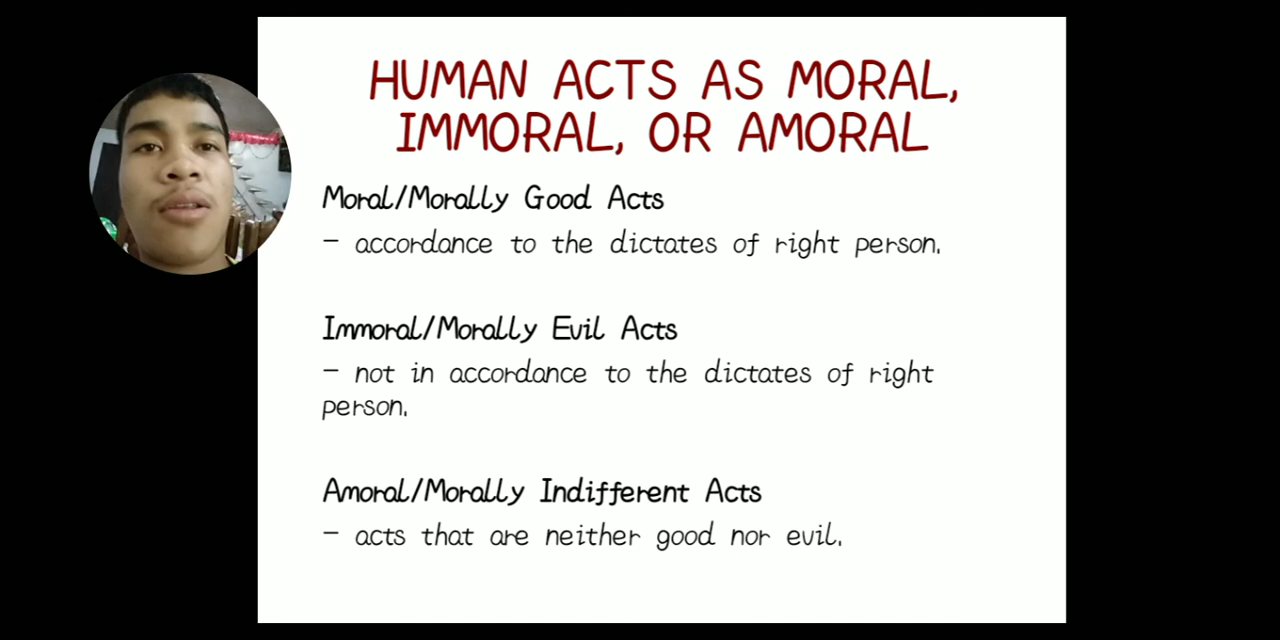 HUMAN ACTS AS MORAL,
IMMORAL, OR AMORAL
Moral/Morally Good Acts
- accordance to the dictates of right person.
Immoral/Morally Evil Acts
- not in accordance to the dictates of right
person.
Amoral/Morally Indifferent Acts
- acts that are neither good nor evil.